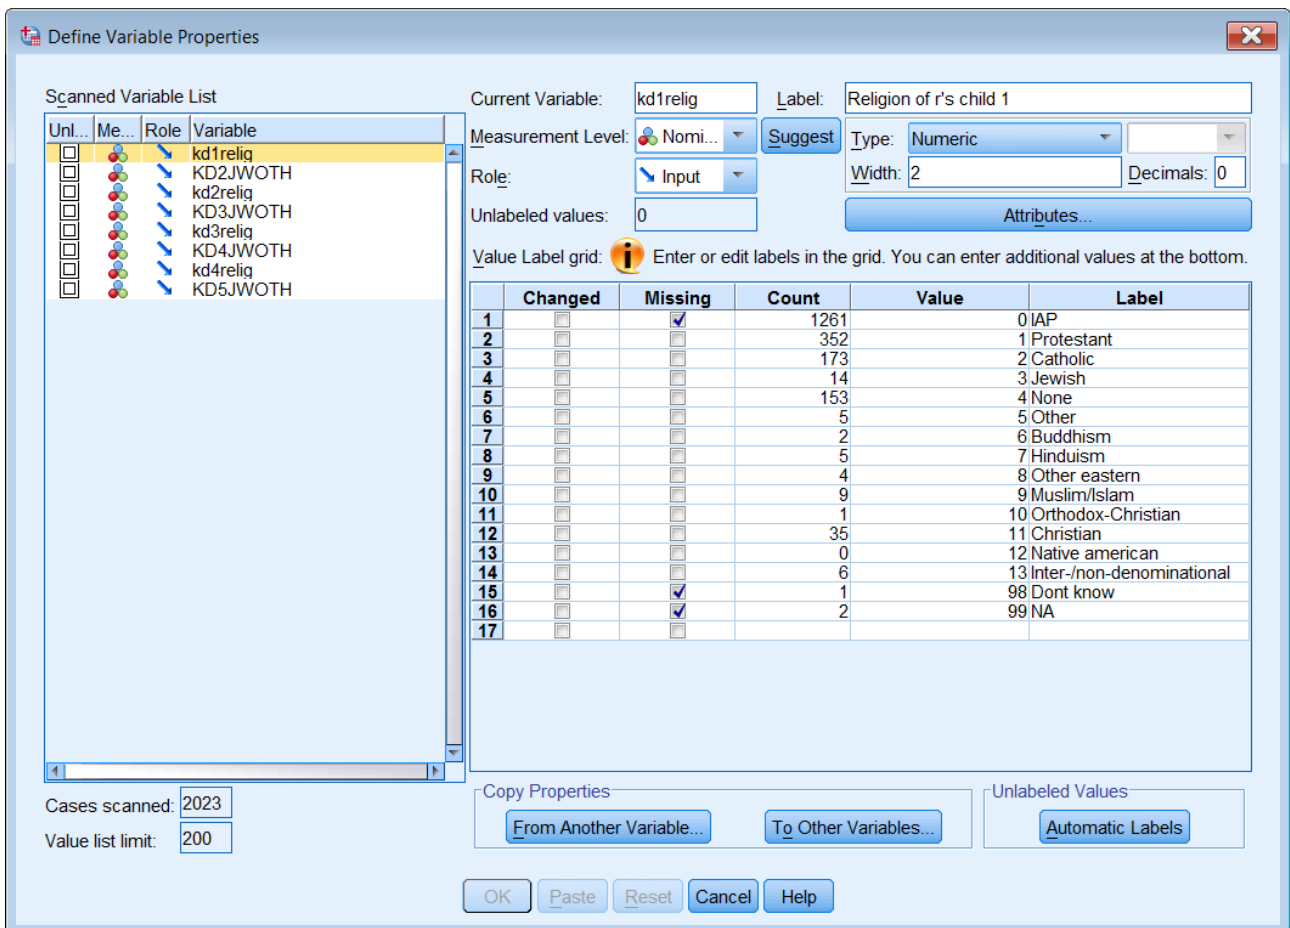 Define Variable Properties
Scanned Variable List
Unl... Me... Role Variable
kd1relig
KD2JWOTH
kd2relig
KD3JWOTH
kd3relig
KD4JWOTH
kd4relig
KD5JWOTH
Cases scanned: 2023
Value list limit: 200
Current Variable: kd1relig Label: Religion of r's child 1
Measurement Level: Nomi... Suggest Type: Numeric
Role: Input Width: 2 Decimals: 0
Unlabeled values: 0 Attributes...
Value Label grid: i Enter or edit labels in the grid. You can enter additional values at the bottom.
Changed Missing Count Value Label
1 1261 0 IAP
2 352 1 Protestant
3 173 2 Catholic
4 14 3 Jewish
5 153 4 None
6 5 5 Other
7 2 6 Buddhism
8 5 7 Hinduism
9 4 8 Other eastern
10 9 9 Muslim/Islam
11 1 10 Orthodox-Christian
12 35 11 Christian
13 0 12 Native american
14 6 13 Inter-/non-denominational
15 1 98 Dont know
16 2 99 NA
17
Copy Properties Unlabeled Values
From Another Variable... To Other Variables... Automatic Labels
OK Paste Reset Cancel Help